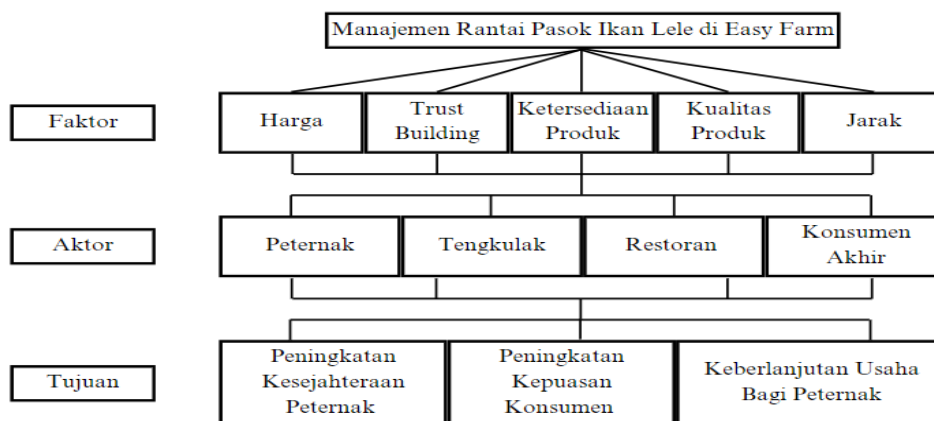 Manajemen Rantai Pasok Ikan Lele di Easy Farm
Faktor
Harga
Trust
Building
Ketersediaan
Produk
Kualitas
Produk
Jarak
Aktor
Peternak
Tengkulak
Restoran
Konsumen
Akhir
Tujuan
Peningkatan
Kesejahteraan
Peternak
Peningkatan
Kepuasan
Konsumen
Keberlanjutan Usaha
Bagi Peternak